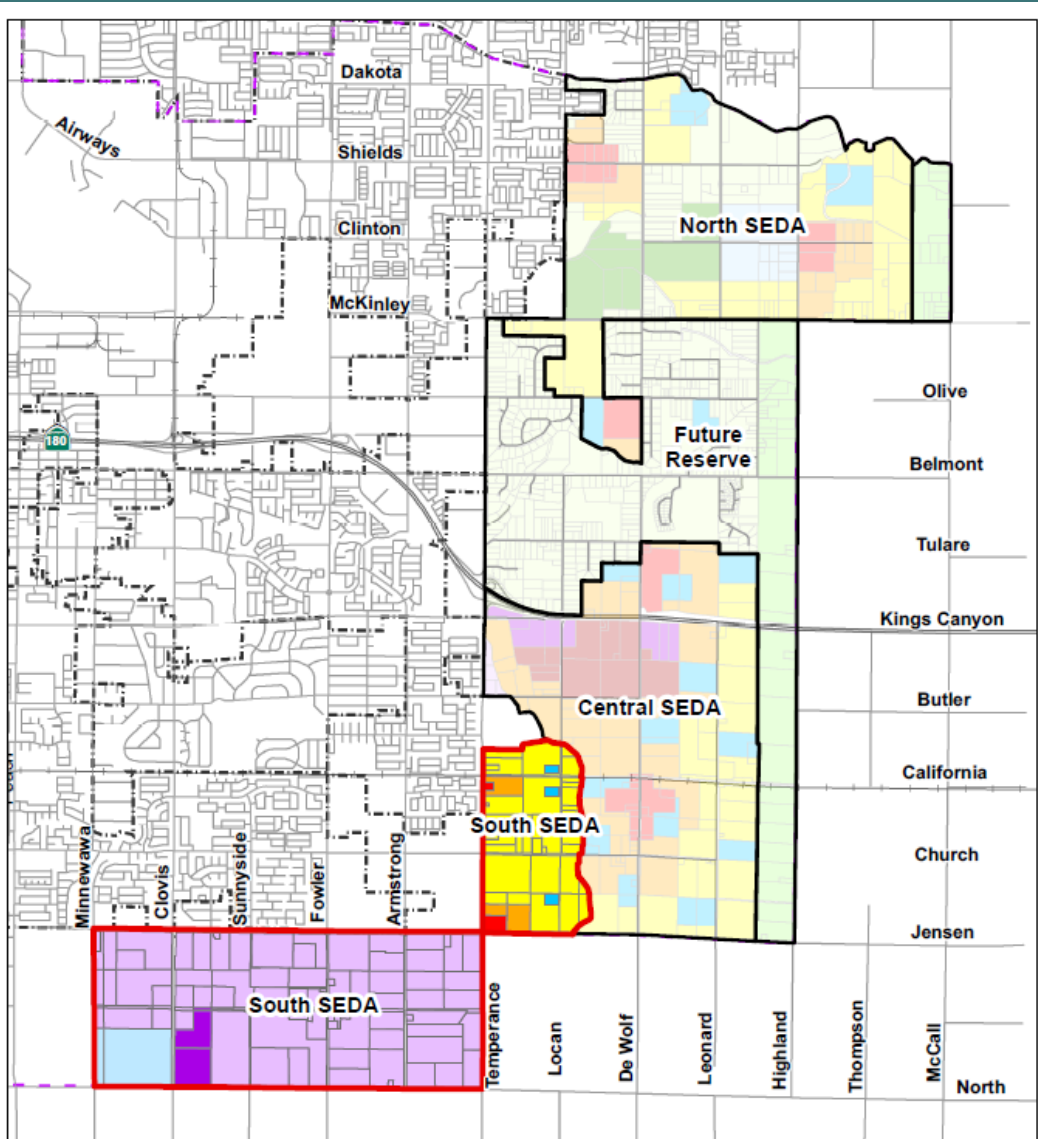 Dakota
Airways
Shields
Clinton
North SEDA
McKinley
Olive
180
Future
Reserve
Belmont
Tulare
Kings Canyon
Butler
Central SEDA
California
South SEDA
Church
Minnewawa
Clovis
Sunnyside
Fowler
Armstrong
Jensen
South SEDA
Temperance
Locan
De Wolf
Leonard
Highland
Thompson
McCall
North